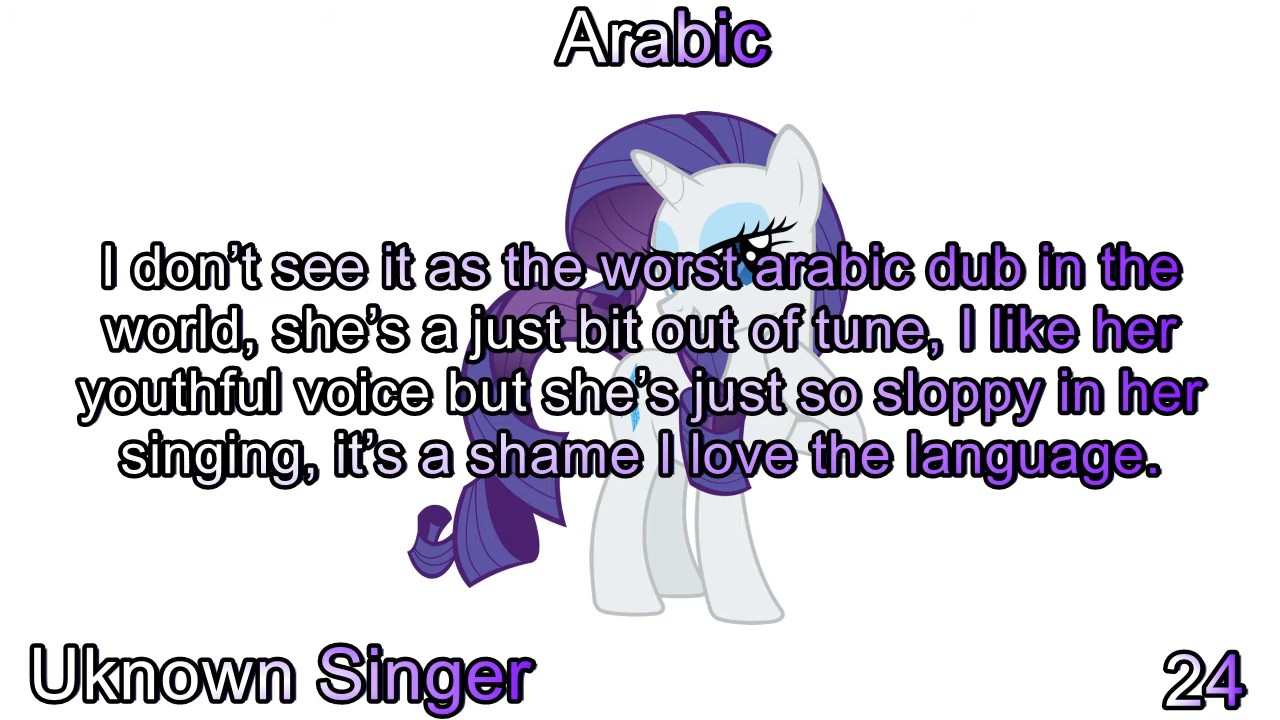 Arabic
I don't see it as the worst arabic dub in the
world, she's a just bit out of tune, I like her
youthful voice but she's just so sloppy in her
singing, it's a shame I love the language.
Uknown Singer
24